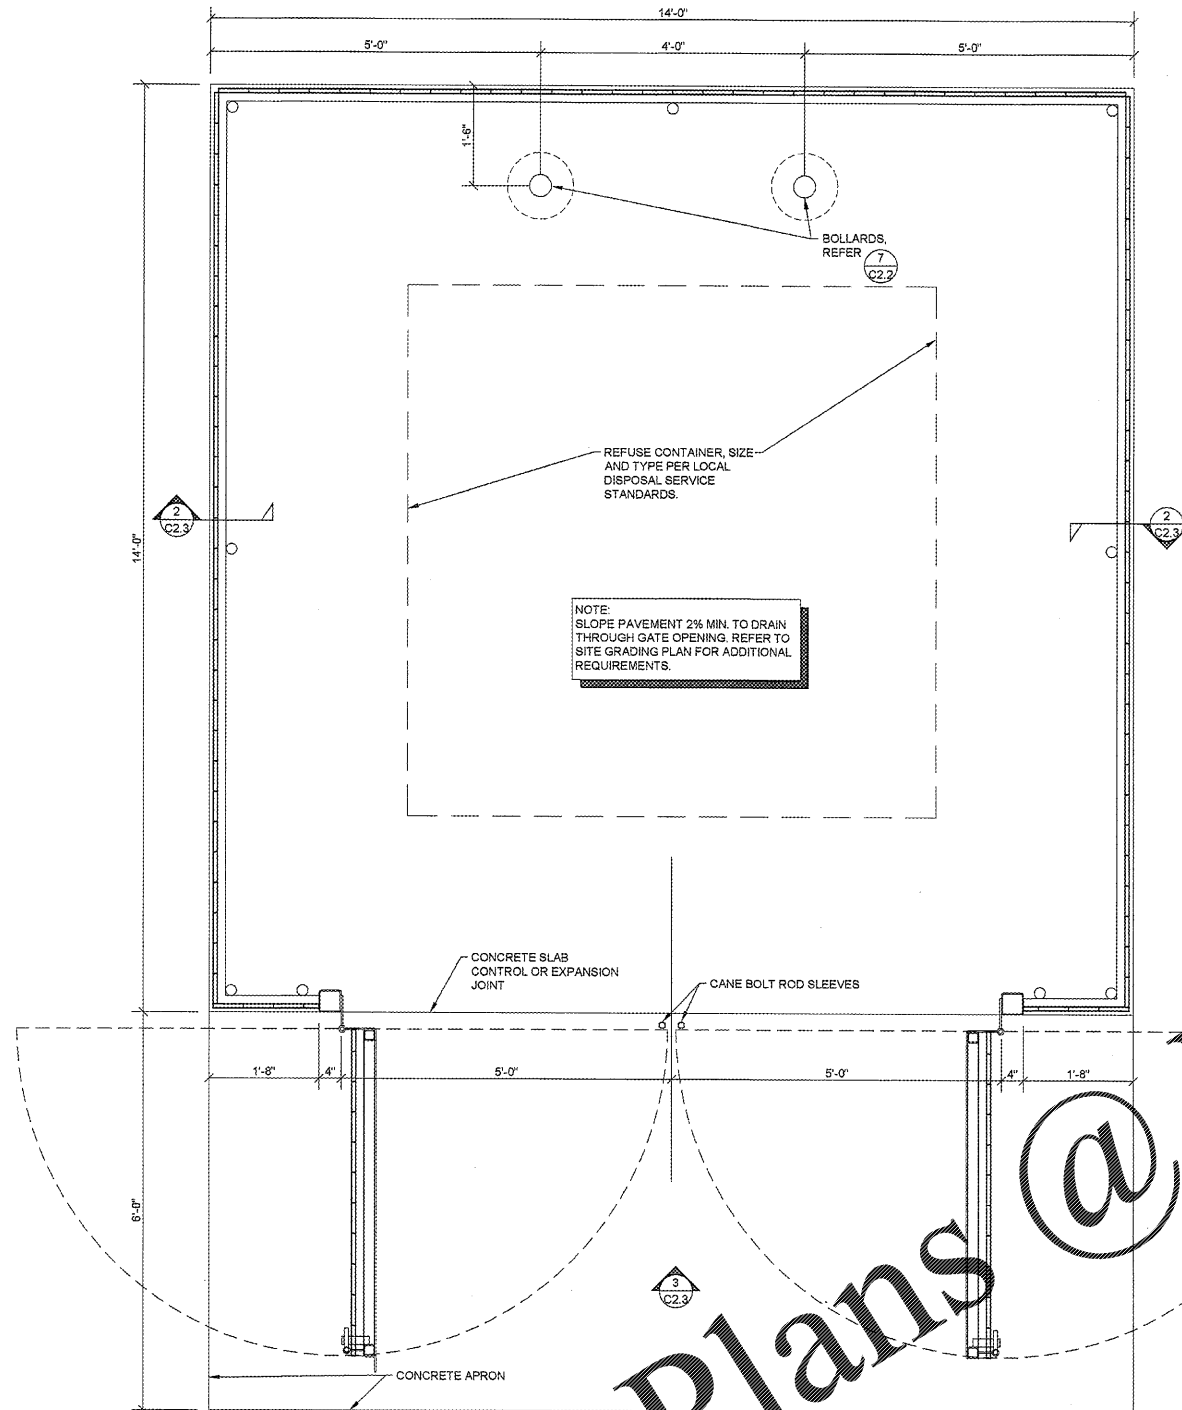 14'-0"
5'-0"
4'-0"
5'-0"
1'-6"
BOLLARDS,
REFER
7
C2.2
REFUSE CONTAINER, SIZE
AND TYPE PER LOCAL
DISPOSAL SERVICE
STANDARDS.
2
C2.3
2
C2.3
14'-0"
NOTE:
SLOPE PAVEMENT 2% MIN. TO DRAIN
THROUGH GATE OPENING. REFER TO
SITE GRADING PLAN FOR ADDITIONAL
REQUIREMENTS.
CONCRETE SLAB
CONTROL OR EXPANSION
JOINT
CANE BOLT ROD SLEEVES
1'-8"
4"
5'-0"
5'-0"
4"
1'-8"
6'-0"
3
C2.3
CONCRETE APRON
Plans @